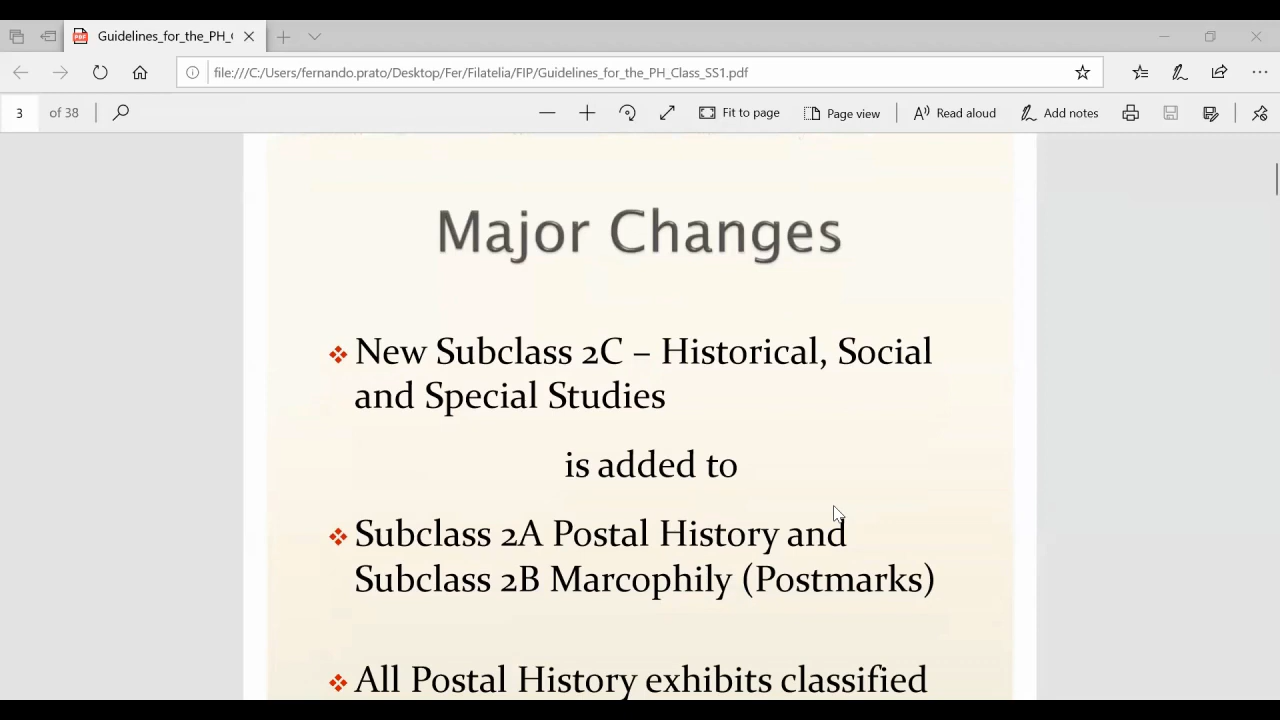 Guidelines_for_the_PH_C
file:///C:/Users/fernando.prato/Desktop/Fer/Filatelia/FIP/Guidelines_for_the_PH_Class_SS1.pdf
3 of 38 Fit to page Page view Read aloud Add notes
Major Changes
❖ New Subclass 2C – Historical, Social
and Special Studies
is added to
❖ Subclass 2A Postal History and
Subclass 2B Marcophily (Postmarks)
❖ All Postal History exhibits classified